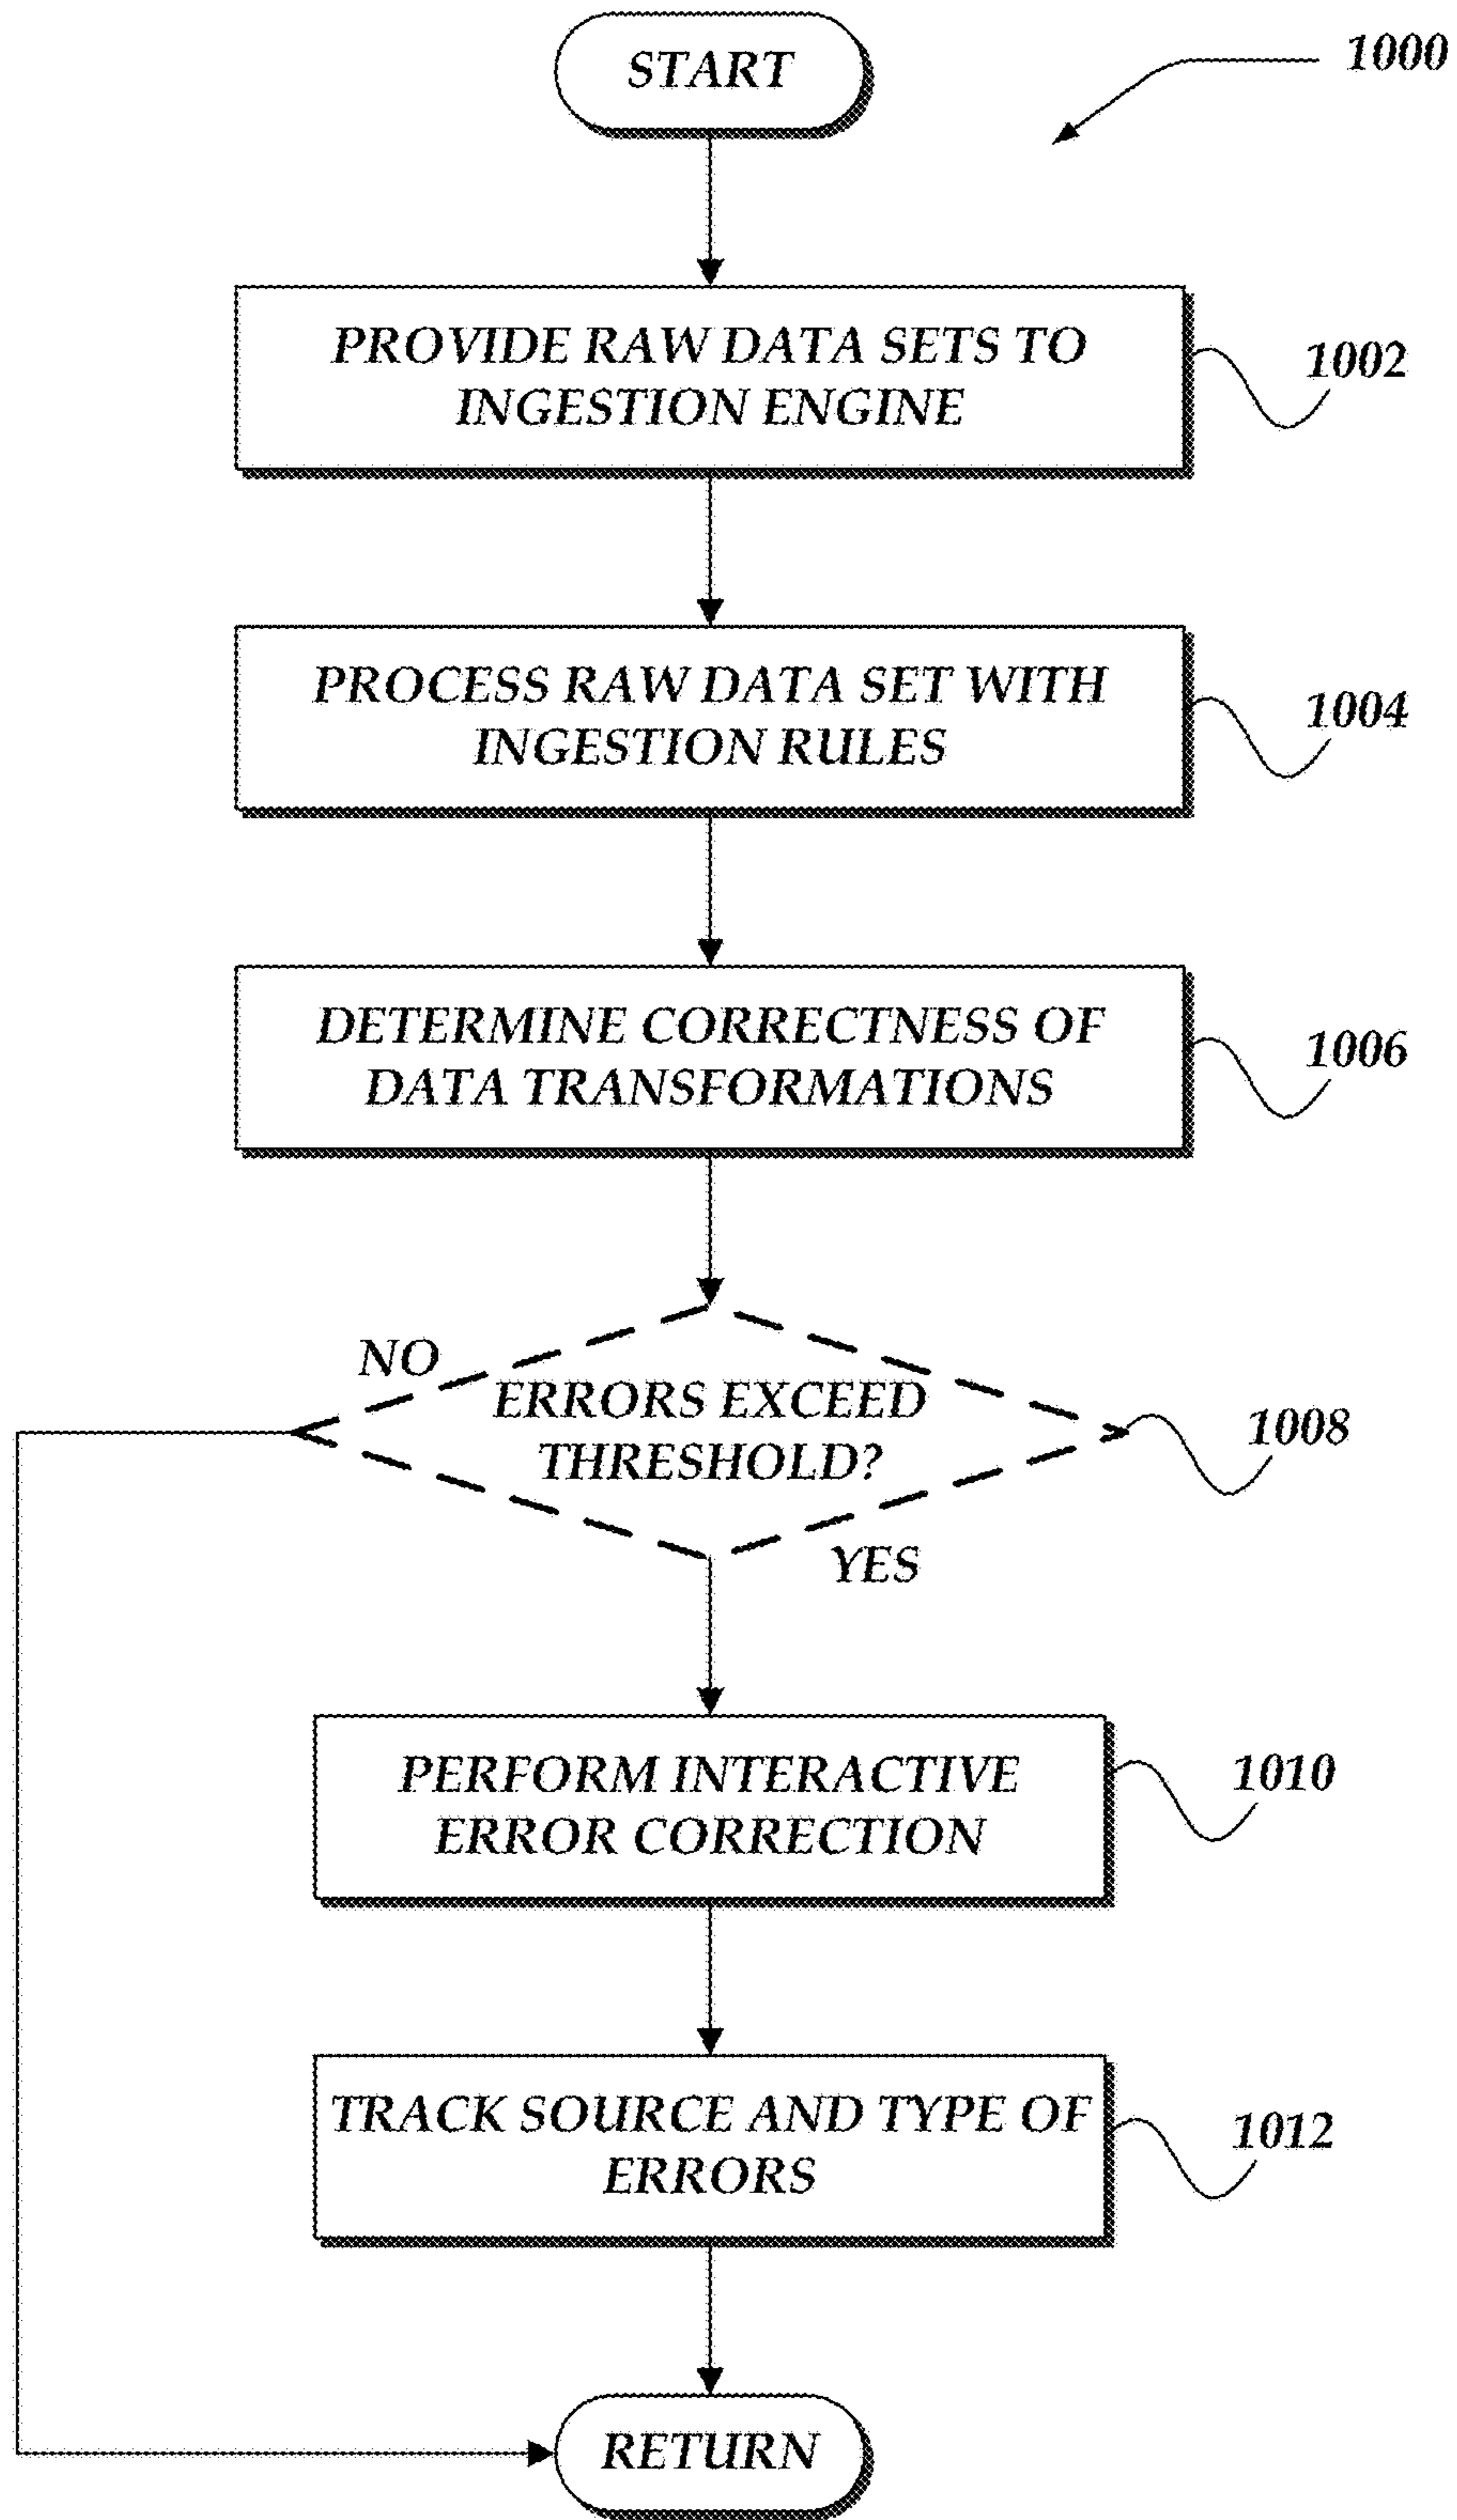 START
1000
PROVIDE RAW DATA SETS TO
INGESTION ENGINE
1002
PROCESS RAW DATA SET WITH
INGESTION RULES
1004
DETERMINE CORRECTNESS OF
DATA TRANSFORMATIONS
1006
NO
ERRORS EXCEED
THRESHOLD?
1008
YES
PERFORM INTERACTIVE
ERROR CORRECTION
1010
TRACK SOURCE AND TYPE OF
ERRORS
1012
RETURN